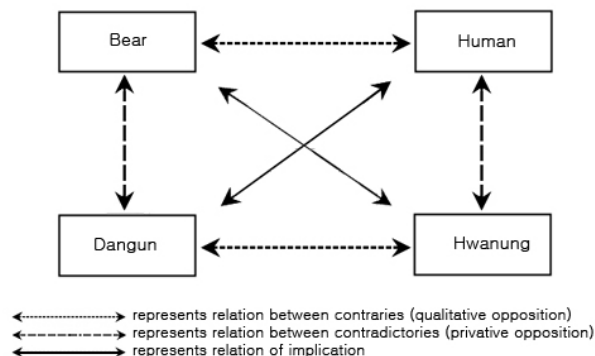 Bear
Human
Dangun
Hwanung
represents relation between contraries (qualitative opposition)
represents relation between contradictories (privative opposition)
represents relation of implication